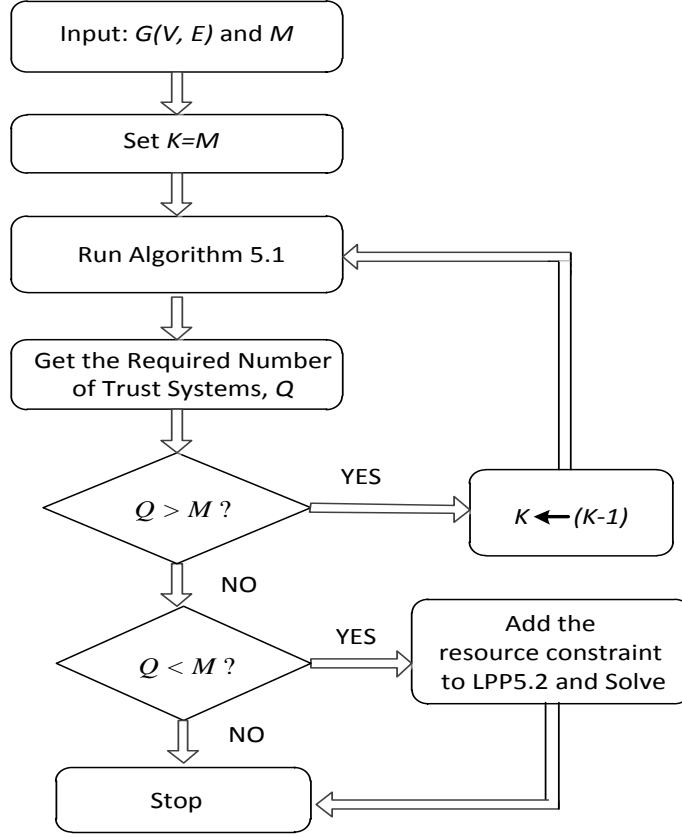 Input: G(V, E) and M
Set K=M
Run Algorithm 5.1
Get the Required Number
of Trust Systems, Q
Q > M ?
YES
K ← (K-1)
NO
Q < M ?
YES
Add the
resource constraint
to LPP5.2 and Solve
NO
Stop